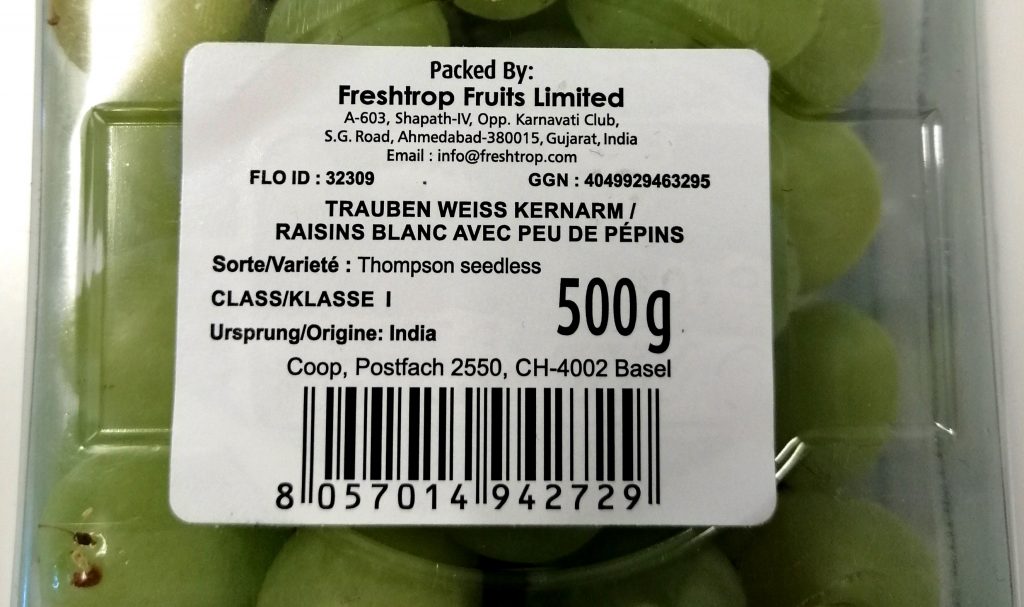 Packed By:
Freshtrop Fruits Limited
A-603, Shapath-IV, Opp. Karnavati Club,
S.G. Road, Ahmedabad-380015, Gujarat, India
Email : info@freshtrop.com
FLO ID : 32309 . GGN : 4049929463295
TRAUBEN WEISS KERNARM /
RAISINS BLANC AVEC PEU DE PÉPINS
Sorte/Varieté : Thompson seedless
CLASS/KLASSE I
500g
Ursprung/Origine: India
Coop, Postfach 2550, CH-4002 Basel
8 057014 942729